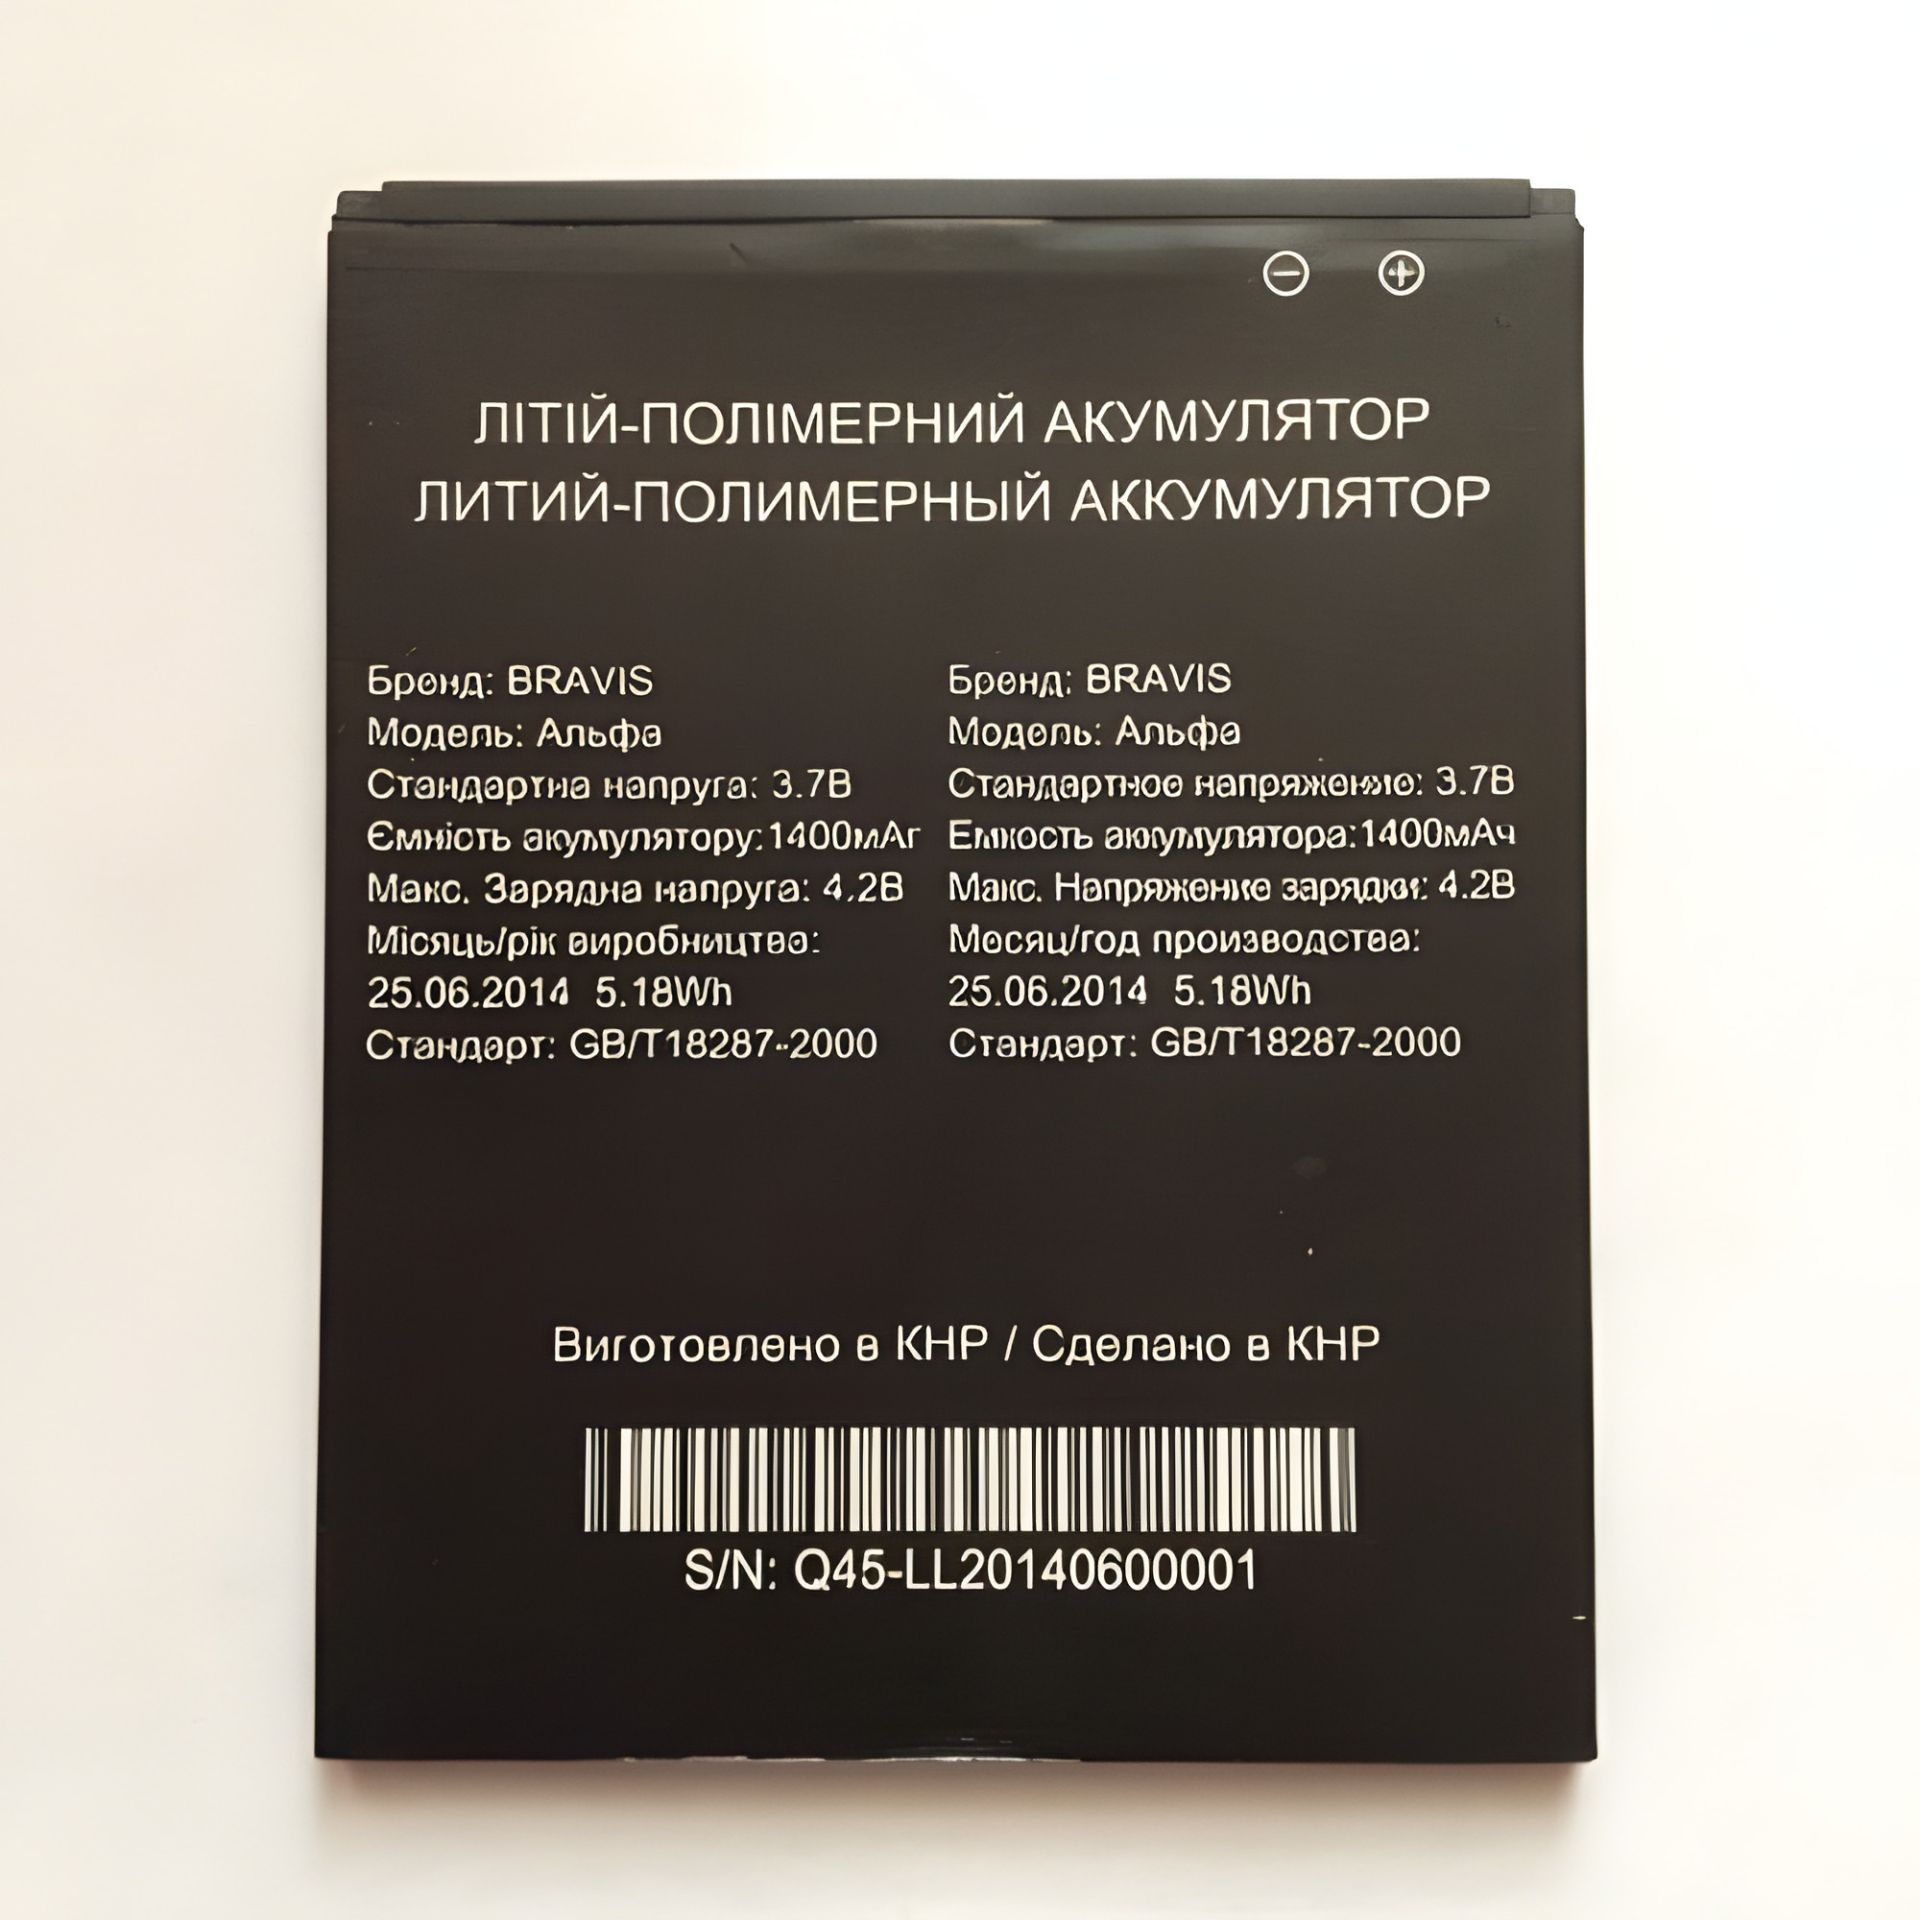 ЛІТІЙ-ПОЛІМЕРНИЙ АКУМУЛЯТОР
ЛИТИЙ-ПОЛИМЕРНЫЙ АККУМУЛЯТОР
Бренд: BRAVIS
Модель: Альфа
Стандартна напруга: 3.7В
Ємність акумулятору:1400мАг
Макс. Зарядна напруга: 4.2В
Місяць/рік виробництва:
25.06.2014 5.18Wh
Стандарт: GB/T18287-2000
Бренд: BRAVIS
Модель: Альфа
Стандартное напряжение: 3.7В
Емкость аккумулятора:1400мАч
Макс. Напряжение зарядки: 4.2В
Месяц/год производства:
25.06.2014 5.18Wh
Стандарт: GB/T18287-2000
Виготовлено в КНР / Сделано в КНР
S/N: Q45-LL20140600001